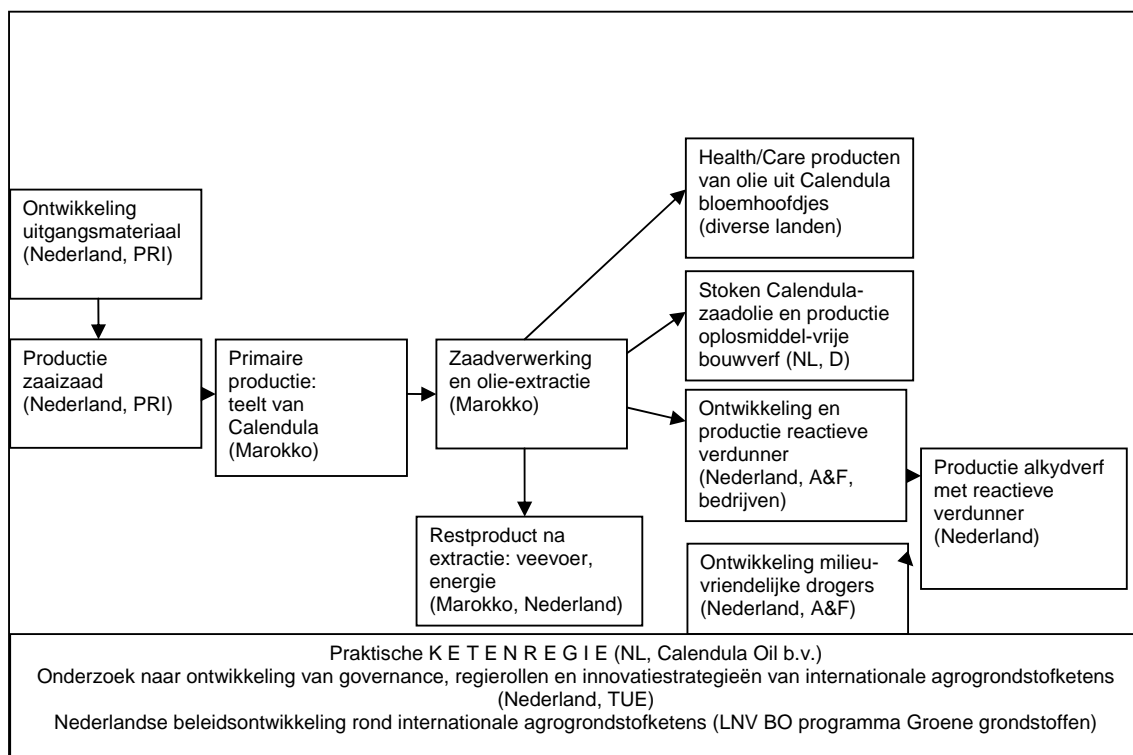 Ontwikkeling
uitgangsmateriaal
(Nederland, PRI)
Productie
zaaizaad
(Nederland, PRI)
Primaire
productie:
teelt van
Calendula
(Marokko)
Zaadverwerking
en olie-extractie
(Marokko)
Restproduct na
extractie: veevoer,
energie
(Marokko, Nederland)
Health/Care producten
van olie uit Calendula
bloemhoofdjes
(diverse landen)
Stoken Calendula-
zaadolie en productie
oplosmiddel-vrije
bouwverf (NL, D)
Ontwikkeling en
productie reactieve
verdunner
(Nederland, A&F,
bedrijven)
Ontwikkeling milieu-
vriendelijke drogers
(Nederland, A&F)
Productie alkydverf
met reactieve
verdunner
(Nederland)
Praktische K E T E N R E G I E (NL, Calendula Oil b.v.)
Onderzoek naar ontwikkeling van governance, regierollen en innovatiestrategieën van internationale agrogrondstofketens
(Nederland, TUE)
Nederlandse beleidsontwikkeling rond internationale agrogrondstofketens (LNV BO programma Groene grondstoffen)